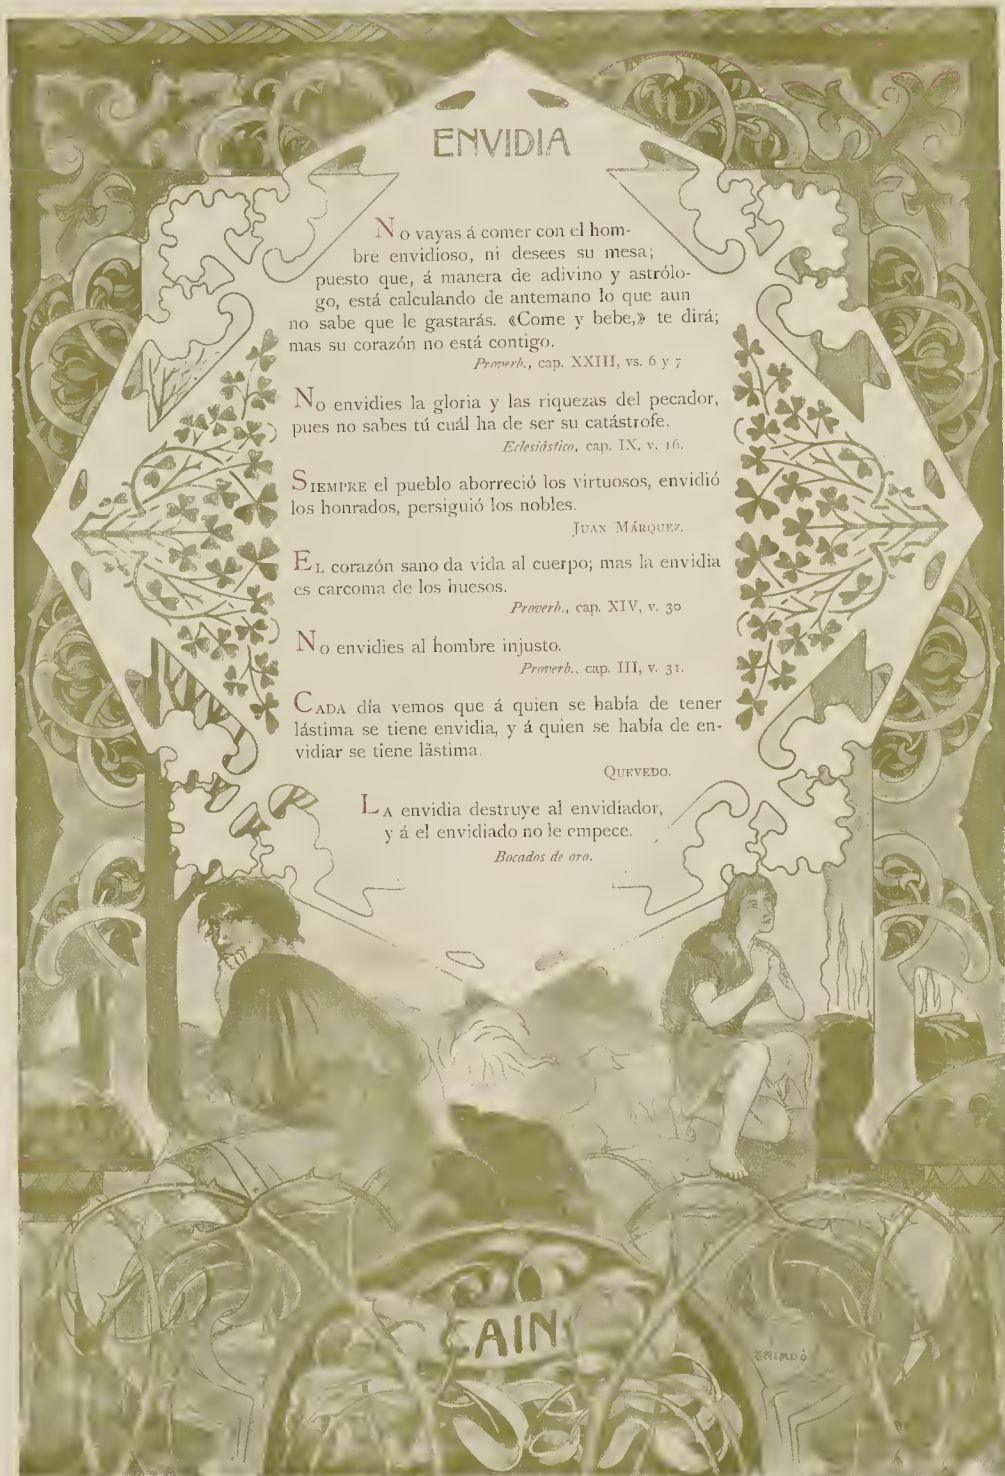 ENVIDIA
No vayas á comer con el hom-
bre envidioso, ni desees su mesa;
puesto que, á manera de adivino y astrólo-
go, está calculando de antemano lo que aun
no sabe que le gastarás. «Come y bebe,» te dirá;
mas su corazón no está contigo.
Proverb., cap. XXIII, vs. 6 y 7
No envidies la gloria y las riquezas del pecador,
pues no sabes tú cuál ha de ser su catástrofe.
Eclesiástico, cap. IX, v. 16.
SIEMPRE el pueblo aborreció los virtuosos, envidió
los honrados, persiguió los nobles.
JUAN MÁRQUEZ.
EL corazón sano da vida al cuerpo; mas la envidia
es carcoma de los huesos.
Proverb., cap. XIV, v. 30
No envidies al hombre injusto.
Proverb., cap. III, v. 31.
CADA día vemos que á quien se había de tener
lástima se tiene envidia, y á quien se había de en-
vidiar se tiene lástima.
QUEVEDO.
LA envidia destruye al envidiador,
y á el envidiado no le empece.
Bocados de oro.
CAIN
TRIADÓ